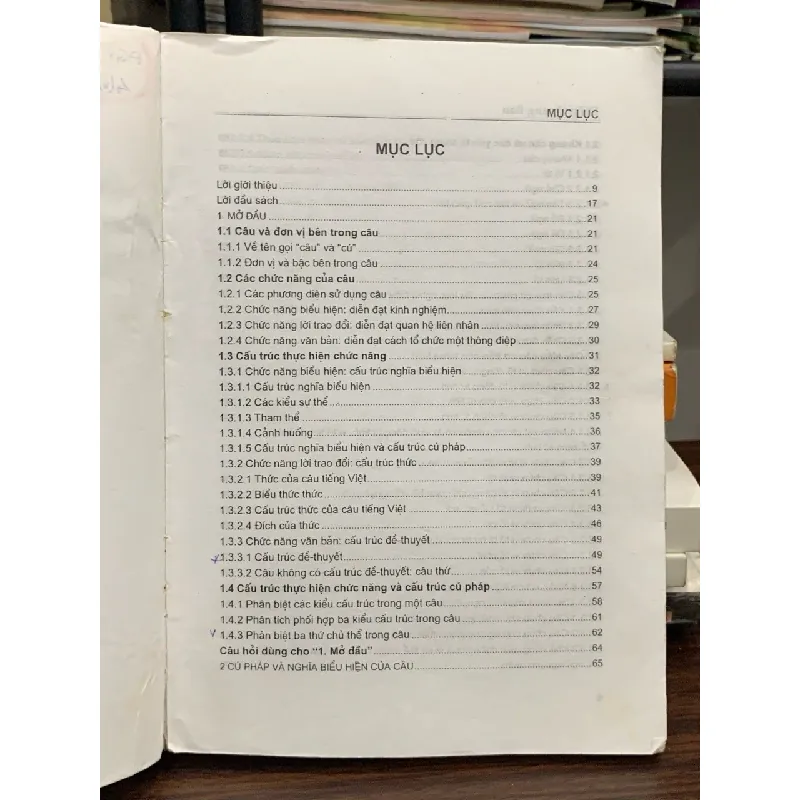 MỤC LỤC
MỤC LỤC
Lời giới thiệu 9
Lời đầu sách 17
1 MỞ ĐẦU 21
1.1 Câu và đơn vị bên trong câu 21
1.1.1 Về tên gọi "câu" và "cú" 21
1.1.2 Đơn vị và bậc bên trong câu 24
1.2 Các chức năng của câu 25
1.2.1 Các phương diện sử dụng câu 25
1.2.2 Chức năng biểu hiện: diễn đạt kinh nghiệm 27
1.2.3 Chức năng lời trao đổi: diễn đạt quan hệ liên nhân 29
1.2.4 Chức năng văn bản: diễn đạt cách tổ chức một thông điệp 30
1.3 Cấu trúc thực hiện chức năng 31
1.3.1 Chức năng biểu hiện: cấu trúc nghĩa biểu hiện 32
1.3.1.1 Cấu trúc nghĩa biểu hiện 32
1.3.1.2 Các kiểu sự thể 33
1.3.1.3 Tham thể 35
1.3.1.4 Cảnh huống 36
1.3.1.5 Cấu trúc nghĩa biểu hiện và cấu trúc cú pháp 37
1.3.2 Chức năng lời trao đổi: cấu trúc thức 39
1.3.2.1 Thức của câu tiếng Việt 39
1.3.2.2 Biểu thức thức 41
1.3.2.3 Cấu trúc thức của câu tiếng Việt 43
1.3.2.4 Đích của thức 46
1.3.3 Chức năng văn bản: cấu trúc đề-thuyết 49
1.3.3.1 Cấu trúc đề-thuyết 49
1.3.3.2 Câu không có cấu trúc đề-thuyết: câu thứ 54
1.4 Cấu trúc thực hiện chức năng và cấu trúc cú pháp 57
1.4.1 Phân biệt các kiểu cấu trúc trong một câu 58
1.4.2 Phân tích phối hợp ba kiểu cấu trúc trong câu 61
1.4.3 Phân biệt ba thứ chủ thể trong câu 62
Câu hỏi dùng cho "1. Mở đầu" 64
2 CÚ PHÁP VÀ NGHĨA BIỂU HIỆN CỦA CÂU 65